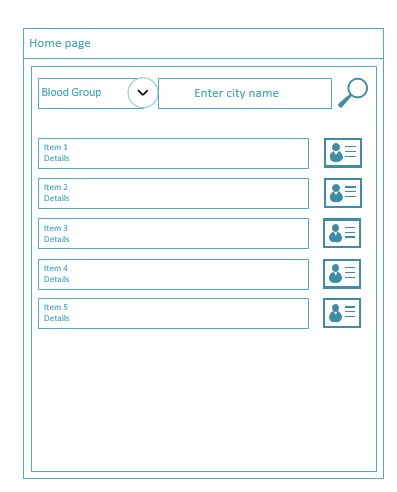 Home page
Blood Group
Enter city name
Item 1
Details
Item 2
Details
Item 3
Details
Item 4
Details
Item 5
Details